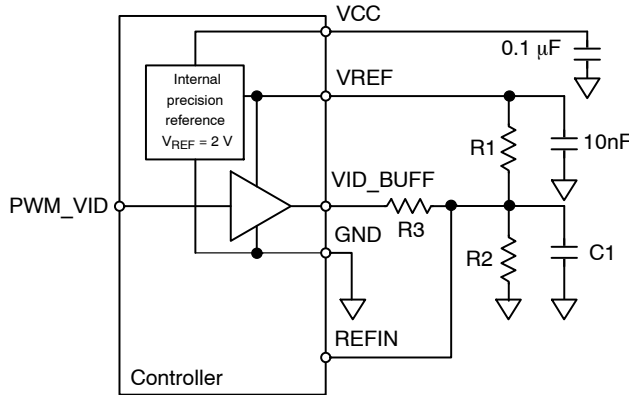 VCC
0.1 μF
Internal
precision
reference
V_REF = 2 V
VREF
R1
10nF
PWM_VID
VID_BUFF
R3
GND
R2
C1
REFIN
Controller